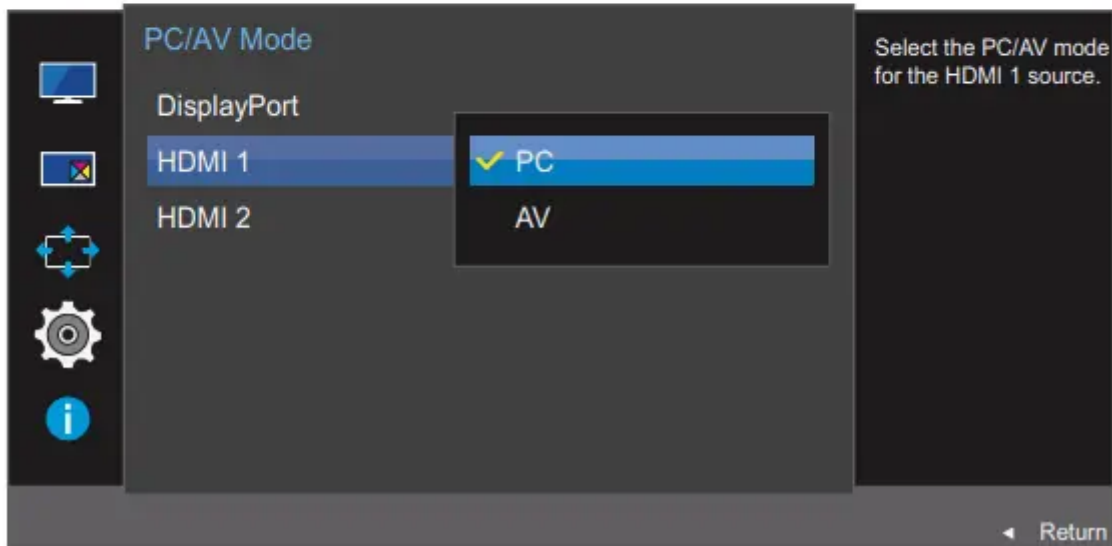 PC/AV Mode
Select the PC/AV mode
for the HDMI 1 source.
DisplayPort
HDMI 1
PC
HDMI 2
AV
i
Return